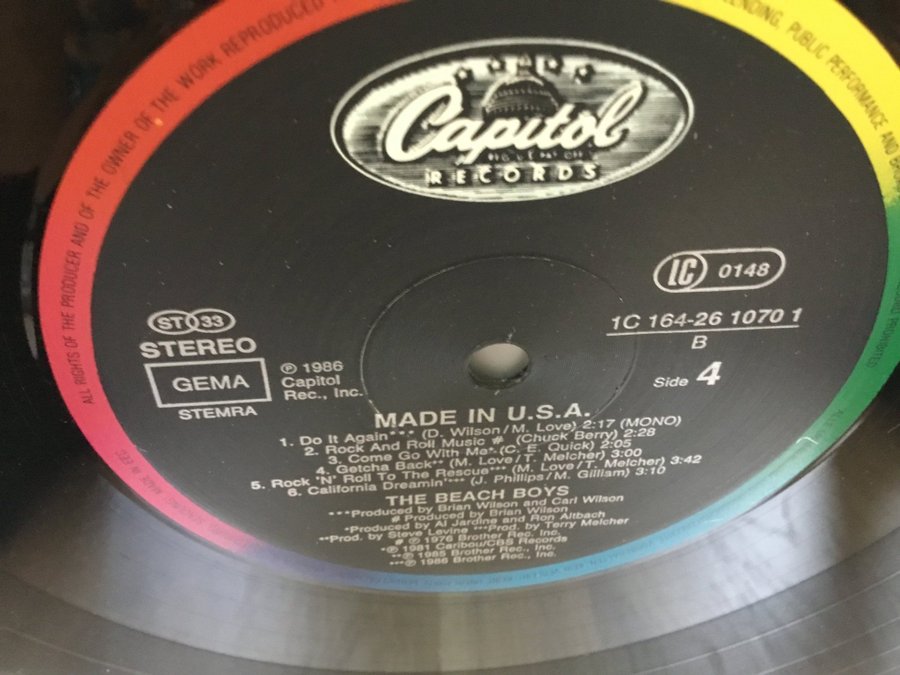 ALL RIGHTS OF THE PRODUCER AND OF THE OWNER OF THE WORK REPRODUCED
LENDING, PUBLIC PERFORMANCE AND
Capitol
RECORDS
LC 0148
ST 33
STEREO
GEMA
STEMRA
℗ 1986
Capitol
Rec., Inc.
1C 164-26 1070 1
B
Side 4
MADE IN U.S.A.
1. Do It Again*** (D. Wilson/M. Love) 2:17 (MONO)
2. Rock And Roll Music # (Chuck Berry) 2:28
3. Come Go With Me* (C. E. Quick) 2:05
4. Getcha Back** (M. Love/T. Melcher) 3:00
5. Rock 'N' Roll To The Rescue*** (M. Love/T. Melcher) 3:42
6. California Dreamin'*** (J. Phillips/M. Gilliam) 3:10
THE BEACH BOYS
***Produced by Brian Wilson and Carl Wilson
# Produced by Brian Wilson
*Produced by Al Jardine and Ron Altbach
**Prod. by Steve Levine ***Prod. by Terry Melcher
# ℗ 1976 Brother Rec., Inc.
*℗ 1981 Caribou/CBS Records
**℗ 1985 Brother Rec., Inc.
***℗ 1986 Brother Rec., Inc.
MADE IN EEC
PROHIBITED